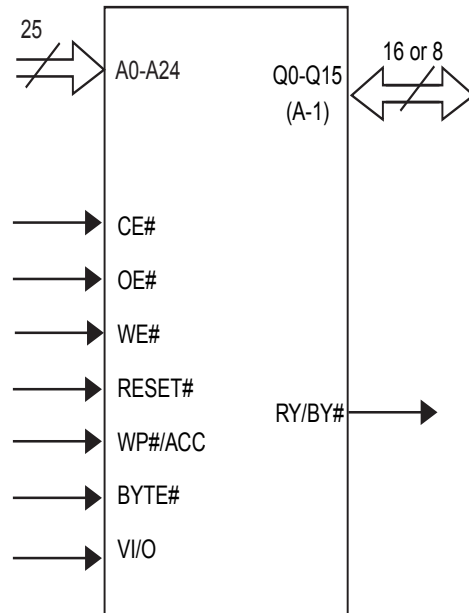 25
A0-A24
16 or 8
Q0-Q15
(A-1)
CE#
OE#
WE#
RESET#
RY/BY#
WP#/ACC
BYTE#
VI/O